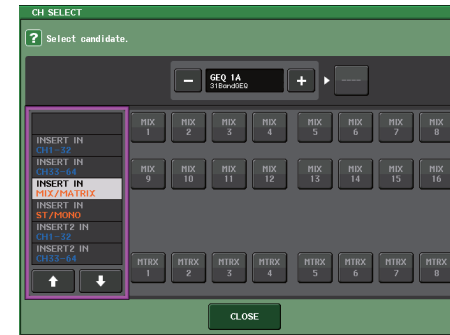 CH SELECT
? Select candidate.
− GEQ 1A +
31BandGEQ
INSERT IN
CH1-32
INSERT IN
CH33-64
INSERT IN
MIX/MATRIX
INSERT IN
ST/MONO
INSERT2 IN
CH1-32
INSERT2 IN
CH33-64
MIX 1 MIX 2 MIX 3 MIX 4 MIX 5 MIX 6 MIX 7 MIX 8
MIX 9 MIX 10 MIX 11 MIX 12 MIX 13 MIX 14 MIX 15 MIX 16
MTRX 1 MTRX 2 MTRX 3 MTRX 4 MTRX 5 MTRX 6 MTRX 7 MTRX 8
CLOSE